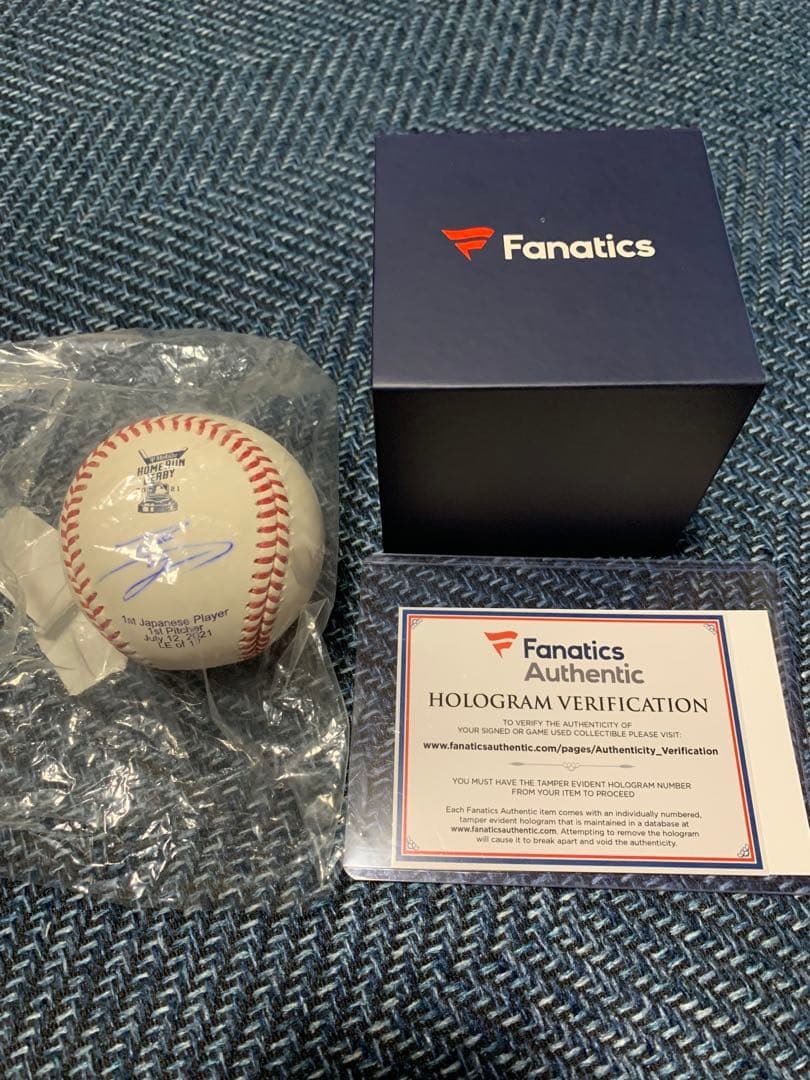 Fanatics
HOME RUN
DERBY
1st Japanese Player
1st Pitcher
July 12, 2021
LE of 17
Fanatics
Authentic
HOLOGRAM VERIFICATION
TO VERIFY THE AUTHENTICITY OF
YOUR SIGNED OR GAME USED COLLECTIBLE PLEASE VISIT:
www.fanaticsauthentic.com/pages/Authenticity_Verification
YOU MUST HAVE THE TAMPER EVIDENT HOLOGRAM NUMBER
FROM YOUR ITEM TO PROCEED
Each Fanatics Authentic item comes with an individually numbered,
tamper evident hologram that is maintained in a database at
www.fanaticsauthentic.com. Attempting to remove the hologram
will cause it to break apart and void the authenticity.